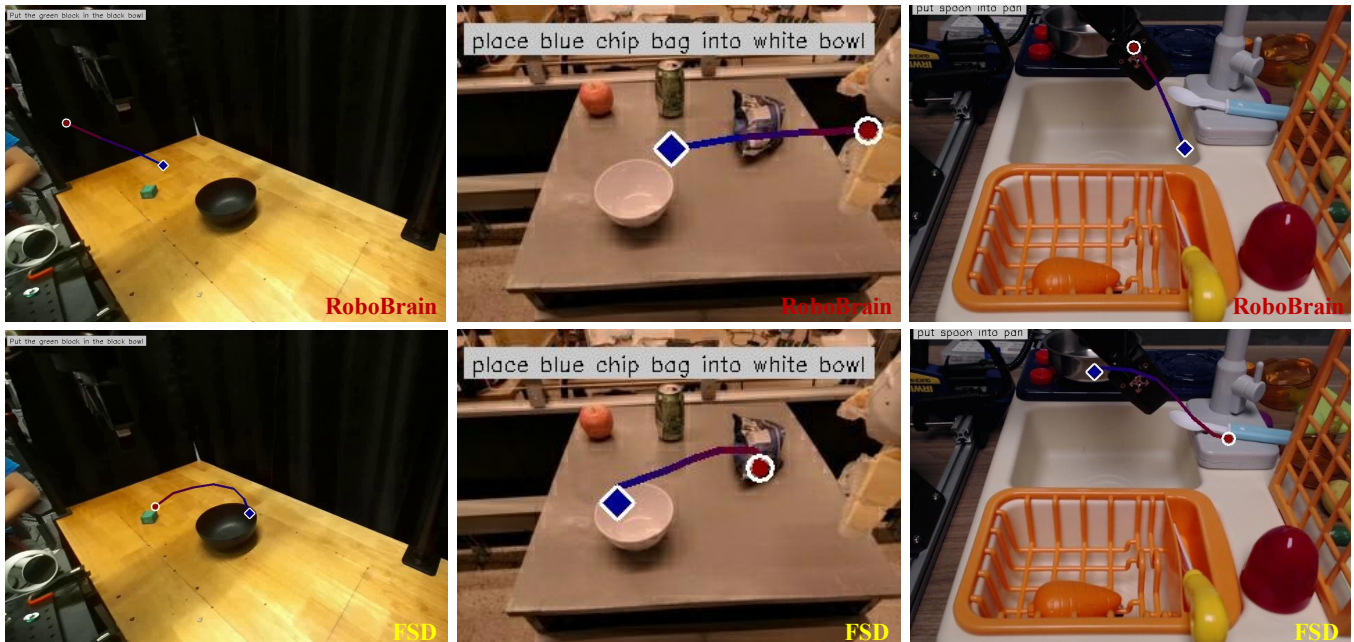 Put the green block in the black bowl
place blue chip bag into white bowl
put spoon into pan
RoboBrain
RoboBrain
RoboBrain
Put the green block in the black bowl
place blue chip bag into white bowl
put spoon into pan
FSD
FSD
FSD